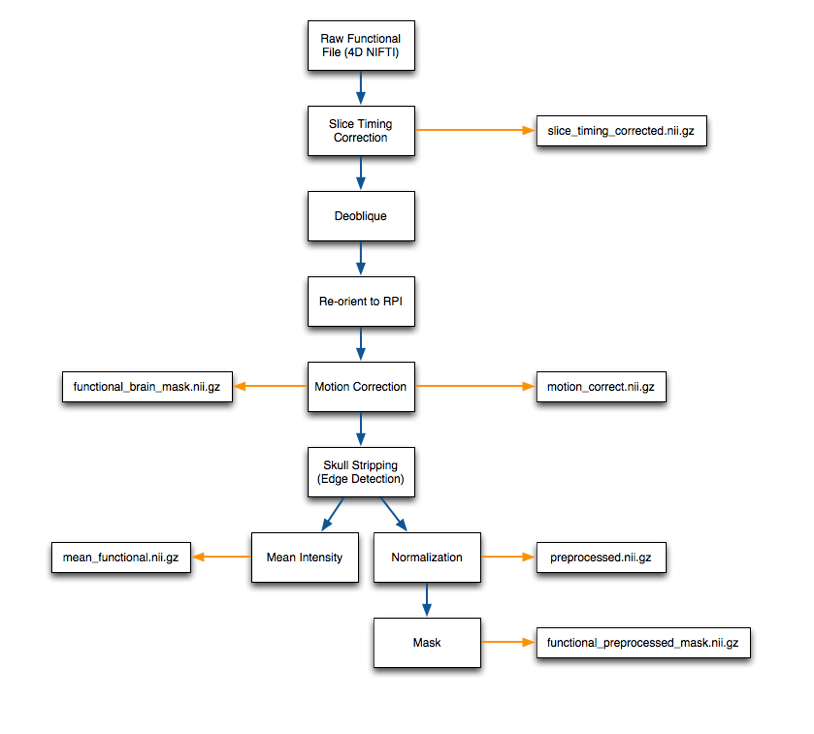 Raw Functional
File (4D NIFTI)
Slice Timing
Correction
slice_timing_corrected.nii.gz
Deoblique
Re-orient to RPI
functional_brain_mask.nii.gz
Motion Correction
motion_correct.nii.gz
Skull Stripping
(Edge Detection)
mean_functional.nii.gz
Mean Intensity
Normalization
preprocessed.nii.gz
Mask
functional_preprocessed_mask.nii.gz